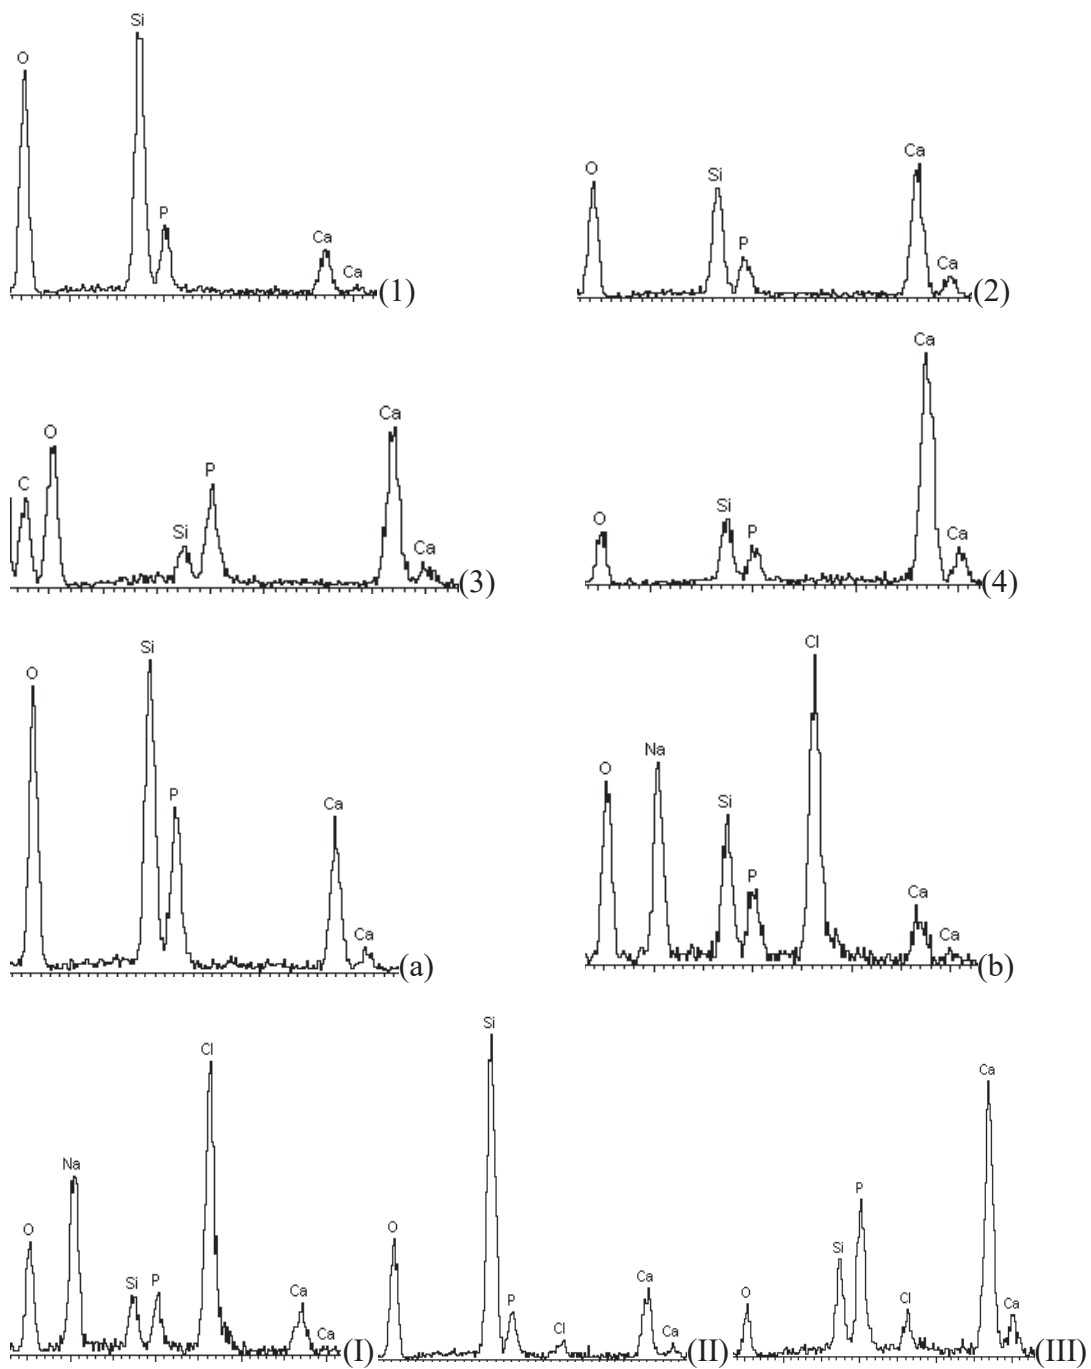 O Si P Ca Ca (1)
O Si P Ca Ca (2)
C O Si P Ca Ca (3)
O Si P Ca Ca (4)
O Si P Ca Ca (a)
O Na Si P Cl Ca Ca (b)
O Na Si P Cl Ca Ca (I)
O Si P Cl Ca Ca (II)
O Si P Cl Ca Ca (III)